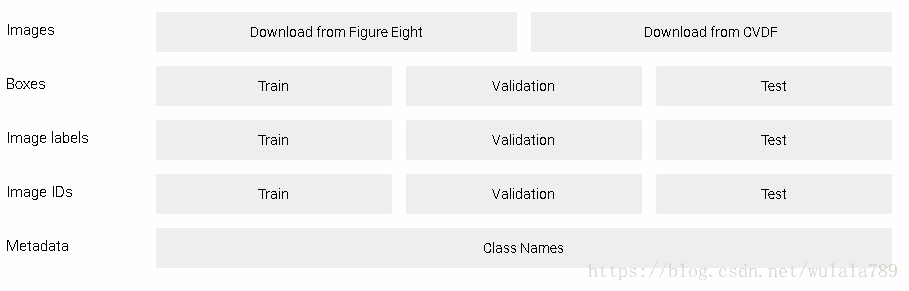 Images Download from Figure Eight Download from CVDF
Boxes Train Validation Test
Image labels Train Validation Test
Image IDs Train Validation Test
Metadata Class Names
https://blog.csdn.net/wulala789